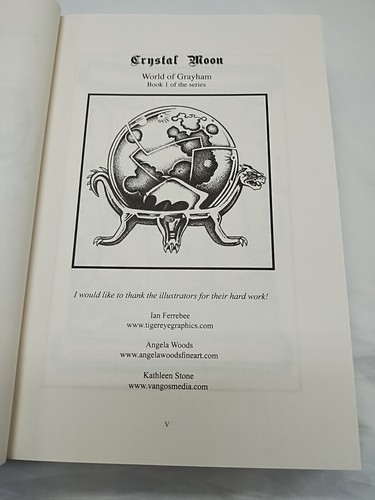 Crystal Moon
World of Grayham
Book 1 of the series
I would like to thank the illustrators for their hard work!
Ian Ferrebee
www.tigereyegraphics.com
Angela Woods
www.angelawoodsfineart.com
Kathleen Stone
www.vangosmedia.com
V